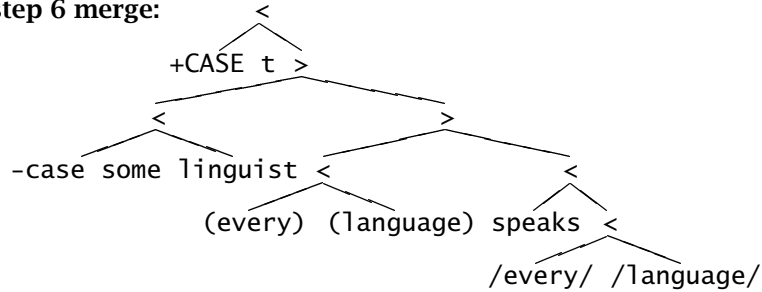 step 6 merge:
<
+CASE t >
< >
-case some linguist < <
(every) (language) speaks <
/every/ /language/